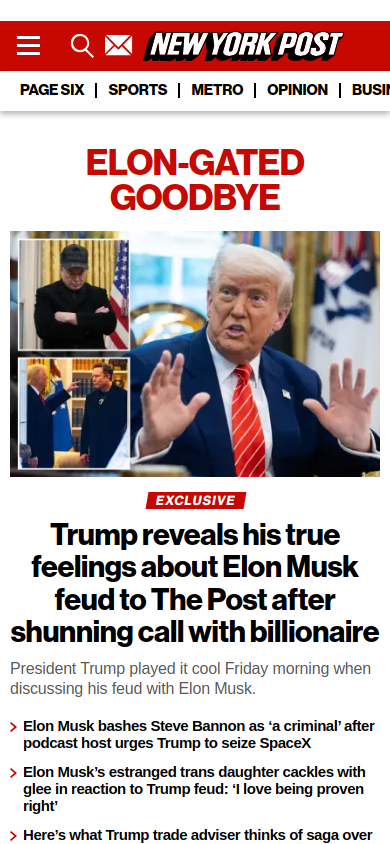 NEW YORK POST
PAGE SIX
SPORTS
METRO
OPINION
BUSIN
ELON-GATED
GOODBYE
EXCLUSIVE
Trump reveals his true
feelings about Elon Musk
feud to The Post after
shunning call with billionaire
President Trump played it cool Friday morning when
discussing his feud with Elon Musk.
Elon Musk bashes Steve Bannon as ‘a criminal’ after
podcast host urges Trump to seize SpaceX
Elon Musk’s estranged trans daughter cackles with
glee in reaction to Trump feud: ‘I love being proven
right’
Here’s what Trump trade adviser thinks of saga over